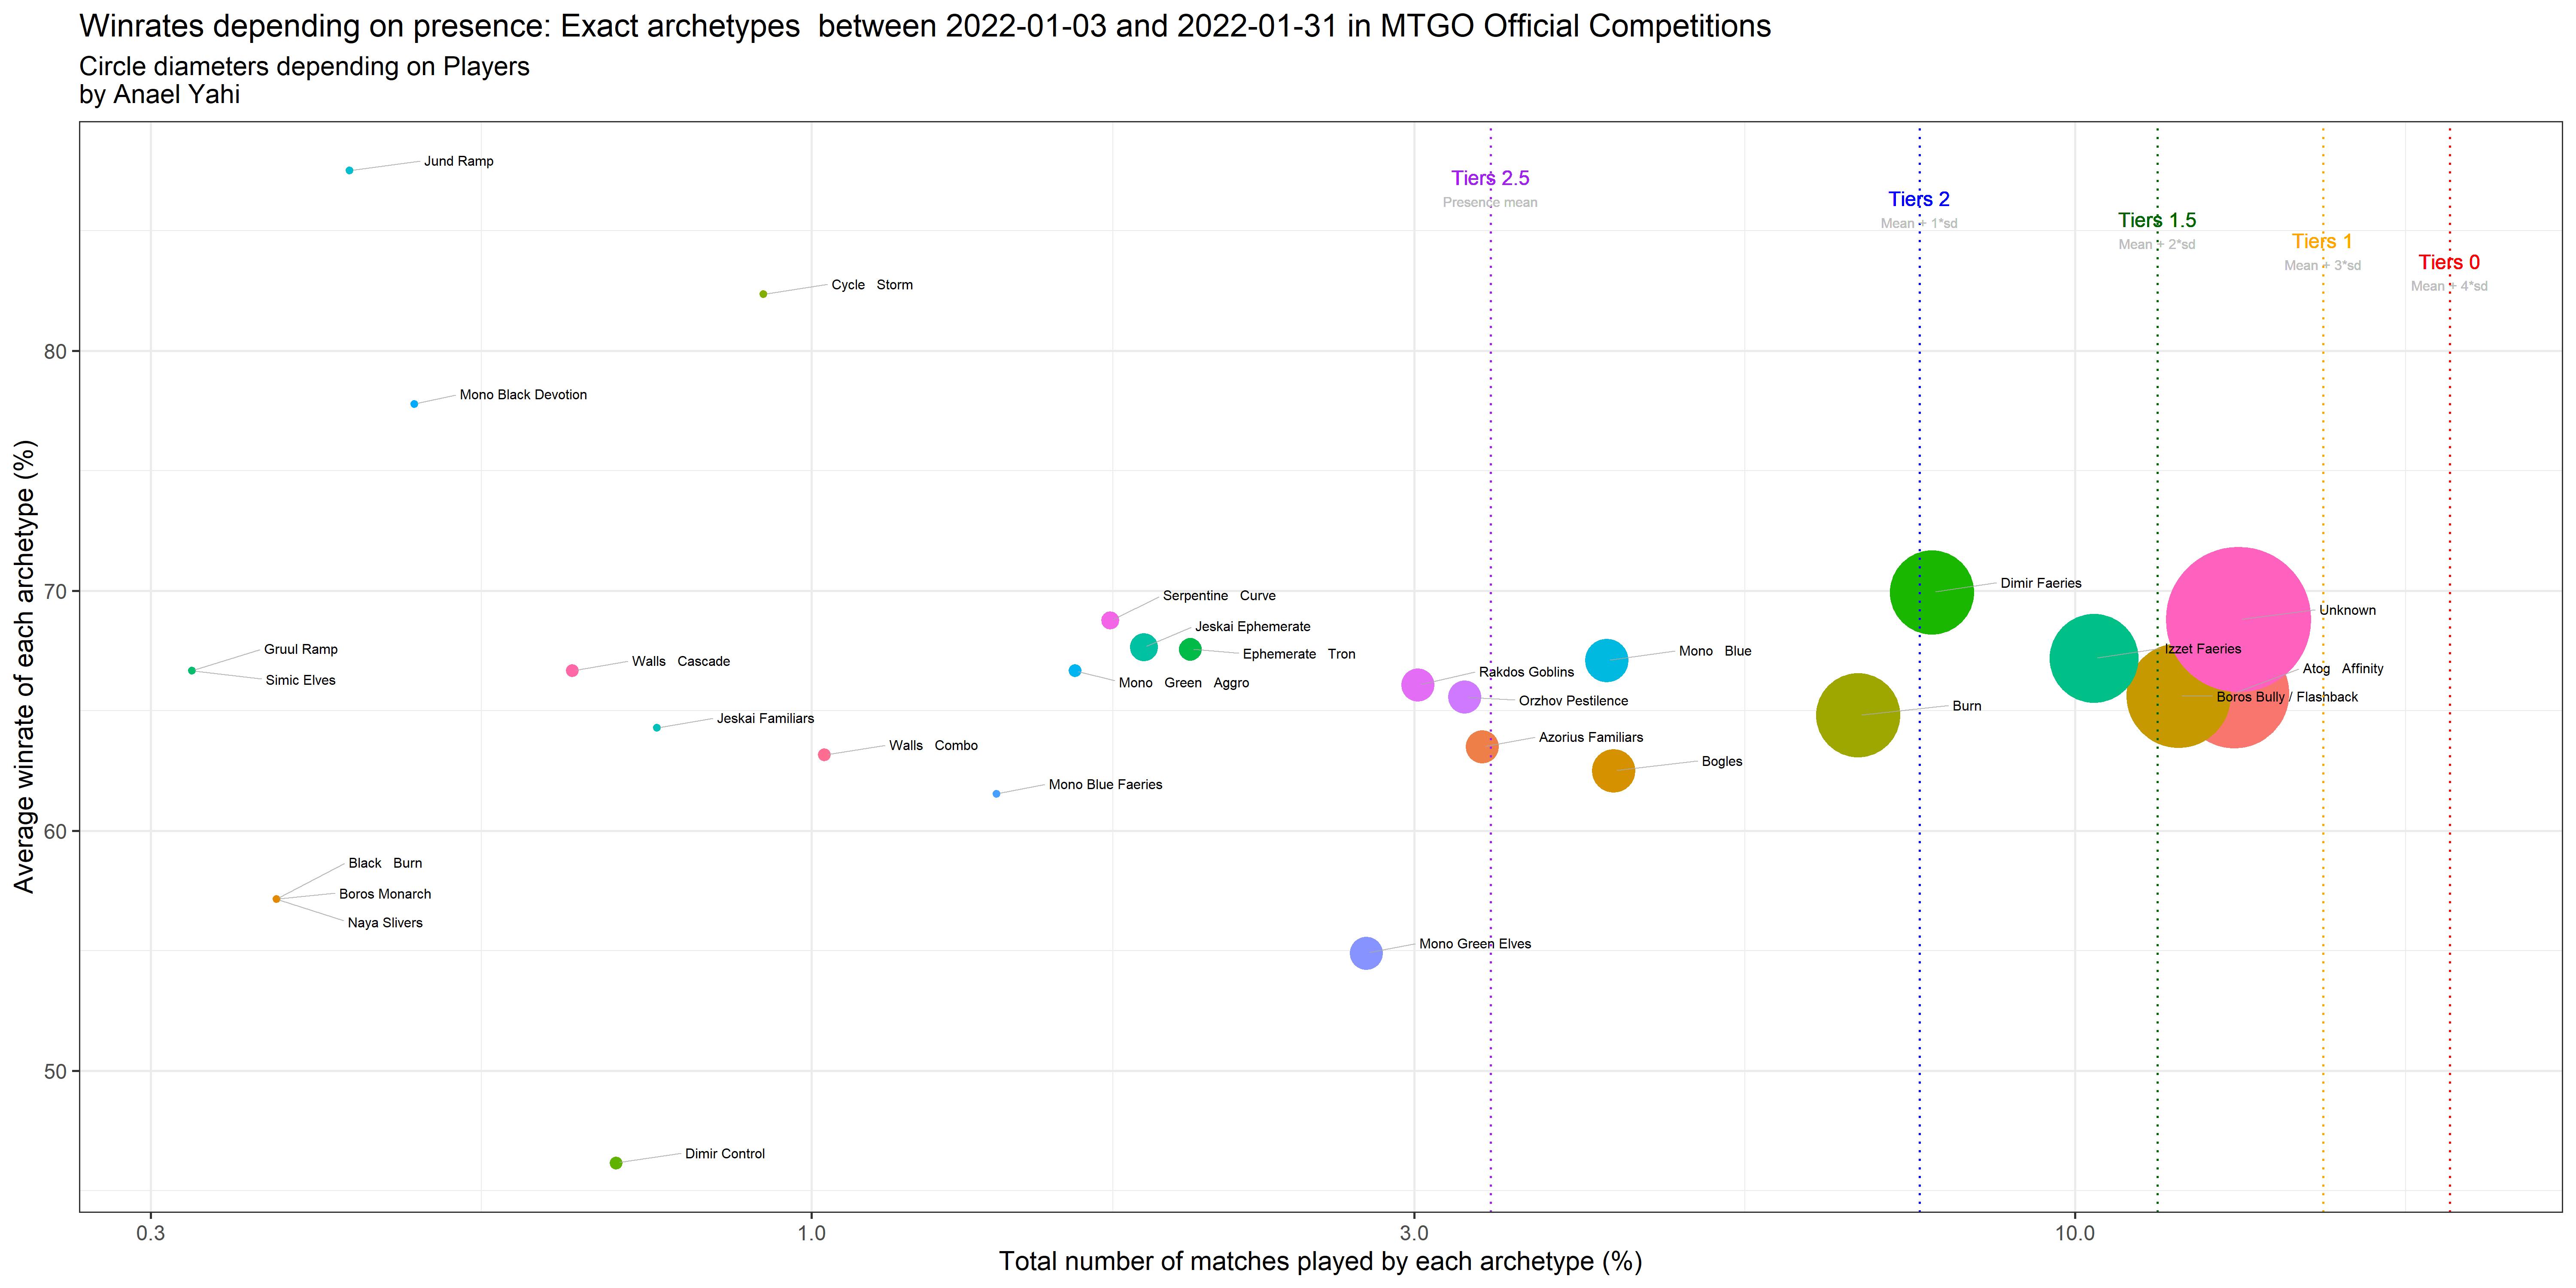 Winrates depending on presence: Exact archetypes  between 2022-01-03 and 2022-01-31 in MTGO Official Competitions
Circle diameters depending on Players
by Anael Yahi
Jund Ramp
Tiers 2.5
Presence mean
Tiers 2
Mean + 1*sd
Tiers 1.5
Mean + 2*sd
Tiers 1
Mean + 3*sd
Tiers 0
Mean + 4*sd
Cycle   Storm
Mono Black Devotion
Dimir Faeries
Serpentine   Curve
Unknown
Jeskai Ephemerate
Gruul Ramp
Izzet Faeries
Mono   Blue
Ephemerate   Tron
Walls   Cascade
Atog   Affinity
Rakdos Goblins
Simic Elves
Mono   Green   Aggro
Boros Bully / Flashback
Orzhov Pestilence
Burn
Jeskai Familiars
Azorius Familiars
Walls   Combo
Bogles
Mono Blue Faeries
Black   Burn
Boros Monarch
Naya Slivers
Mono Green Elves
Dimir Control
80
70
60
50
Average winrate of each archetype (%)
0.3
1.0
3.0
10.0
Total number of matches played by each archetype (%)